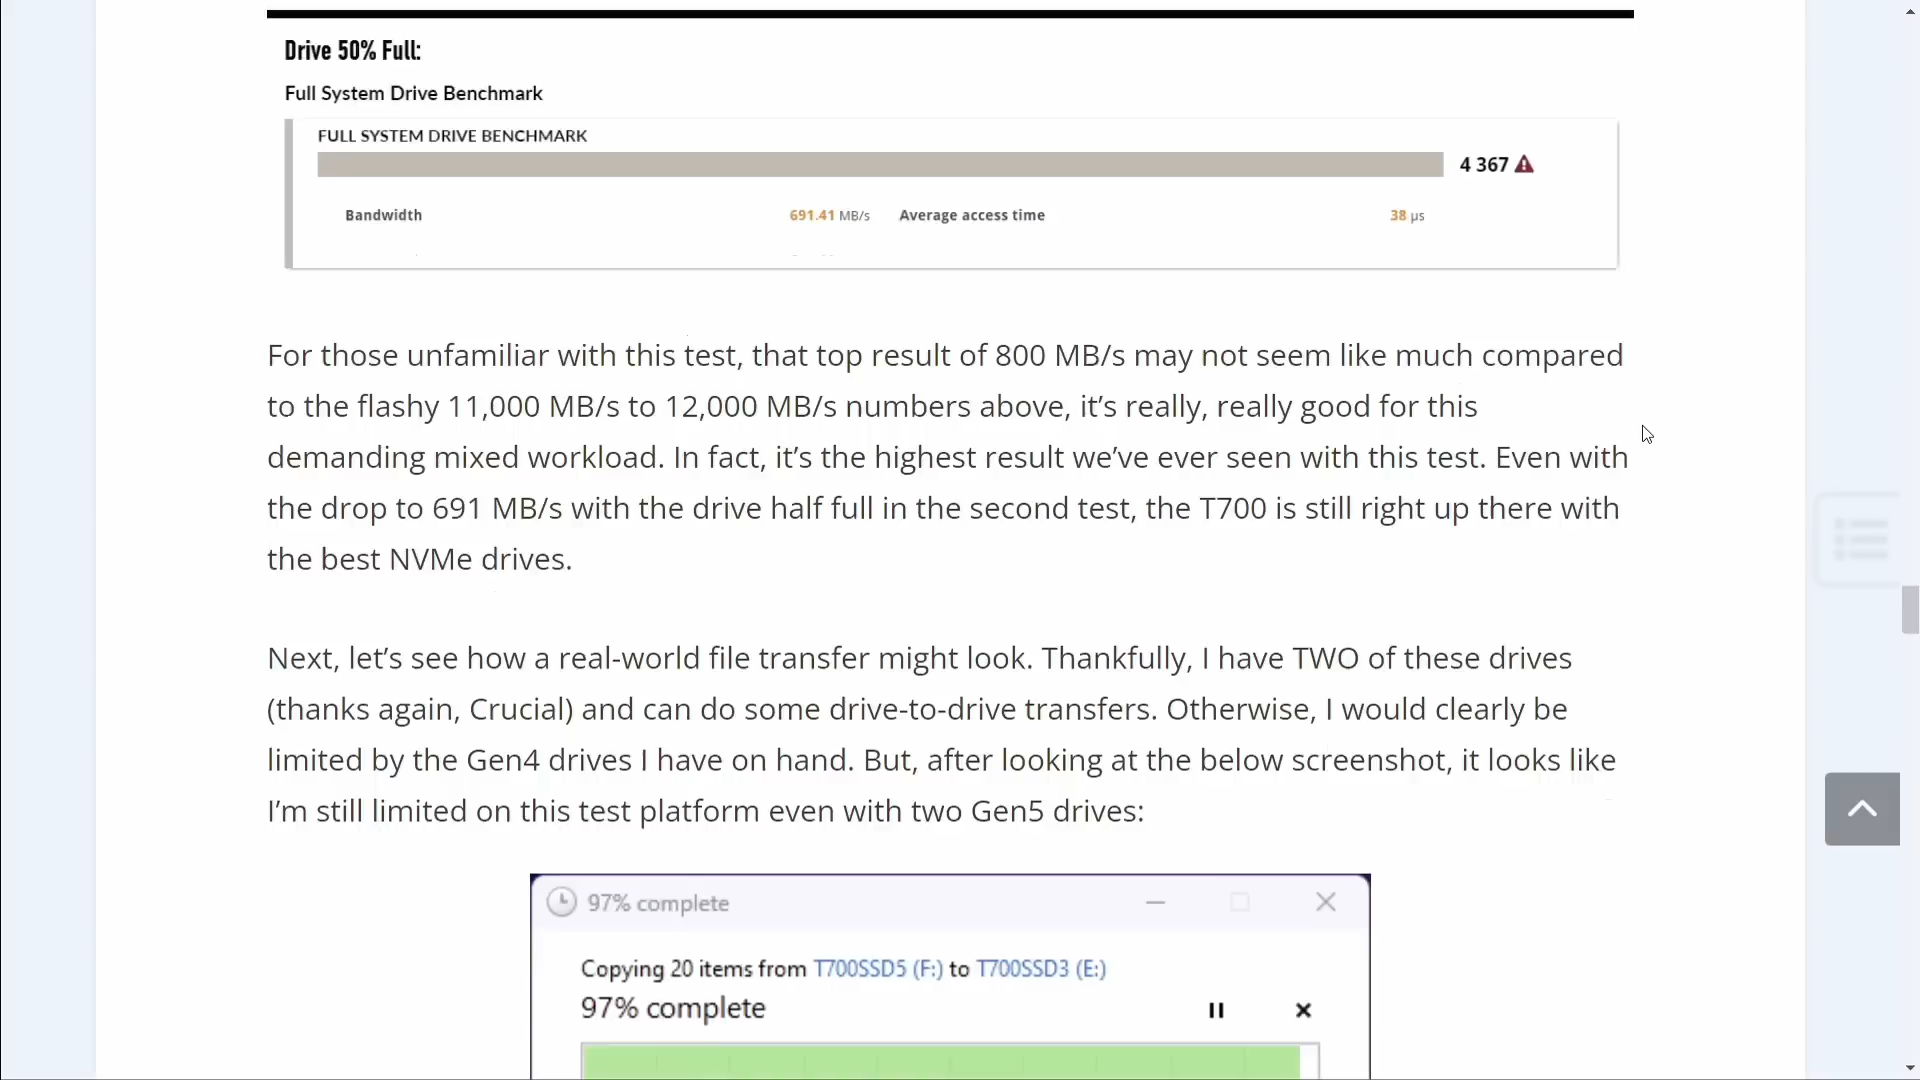 Drive 50% Full:
Full System Drive Benchmark
FULL SYSTEM DRIVE BENCHMARK
4 367
Bandwidth 691.41 MB/s Average access time 38 µs
For those unfamiliar with this test, that top result of 800 MB/s may not seem like much compared
to the flashy 11,000 MB/s to 12,000 MB/s numbers above, it’s really, really good for this
demanding mixed workload. In fact, it’s the highest result we’ve ever seen with this test. Even with
the drop to 691 MB/s with the drive half full in the second test, the T700 is still right up there with
the best NVMe drives.
Next, let’s see how a real-world file transfer might look. Thankfully, I have TWO of these drives
(thanks again, Crucial) and can do some drive-to-drive transfers. Otherwise, I would clearly be
limited by the Gen4 drives I have on hand. But, after looking at the below screenshot, it looks like
I’m still limited on this test platform even with two Gen5 drives:
97% complete
Copying 20 items from T700SSD5 (F:) to T700SSD3 (E:)
97% complete